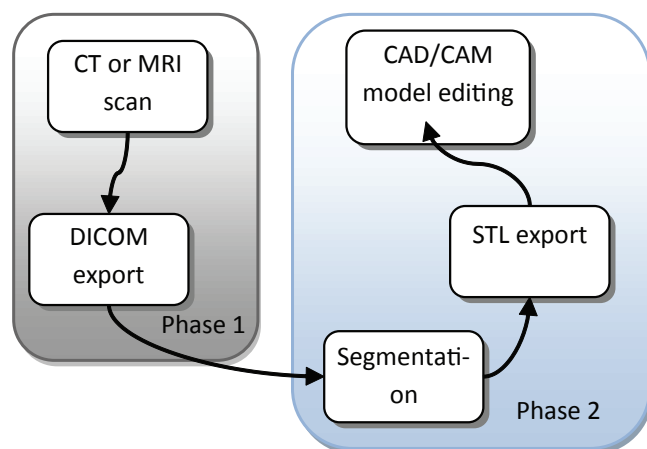 CT or MRI
scan
DICOM
export
Phase 1
CAD/CAM
model editing
STL export
Segmentati-
on
Phase 2